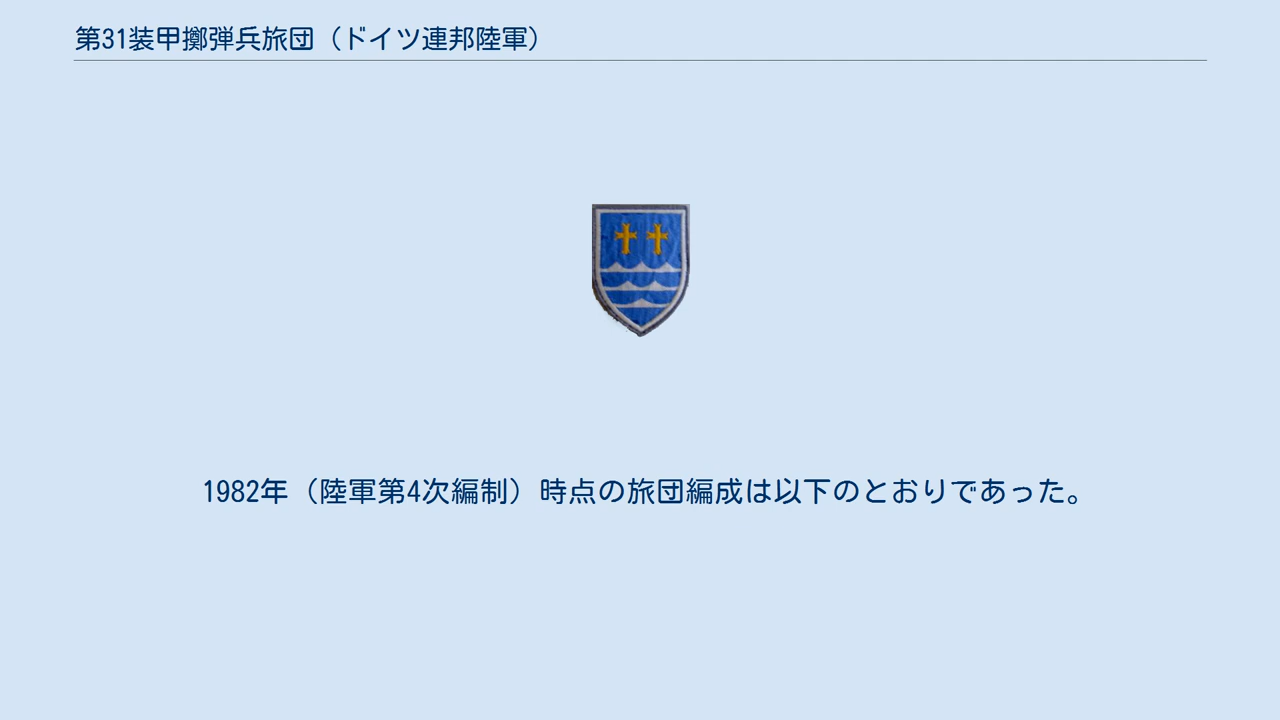 第31装甲擲弾兵旅団（ドイツ連邦陸軍）
1982年（陸軍第4次編制）時点の旅団編成は以下のとおりであった。